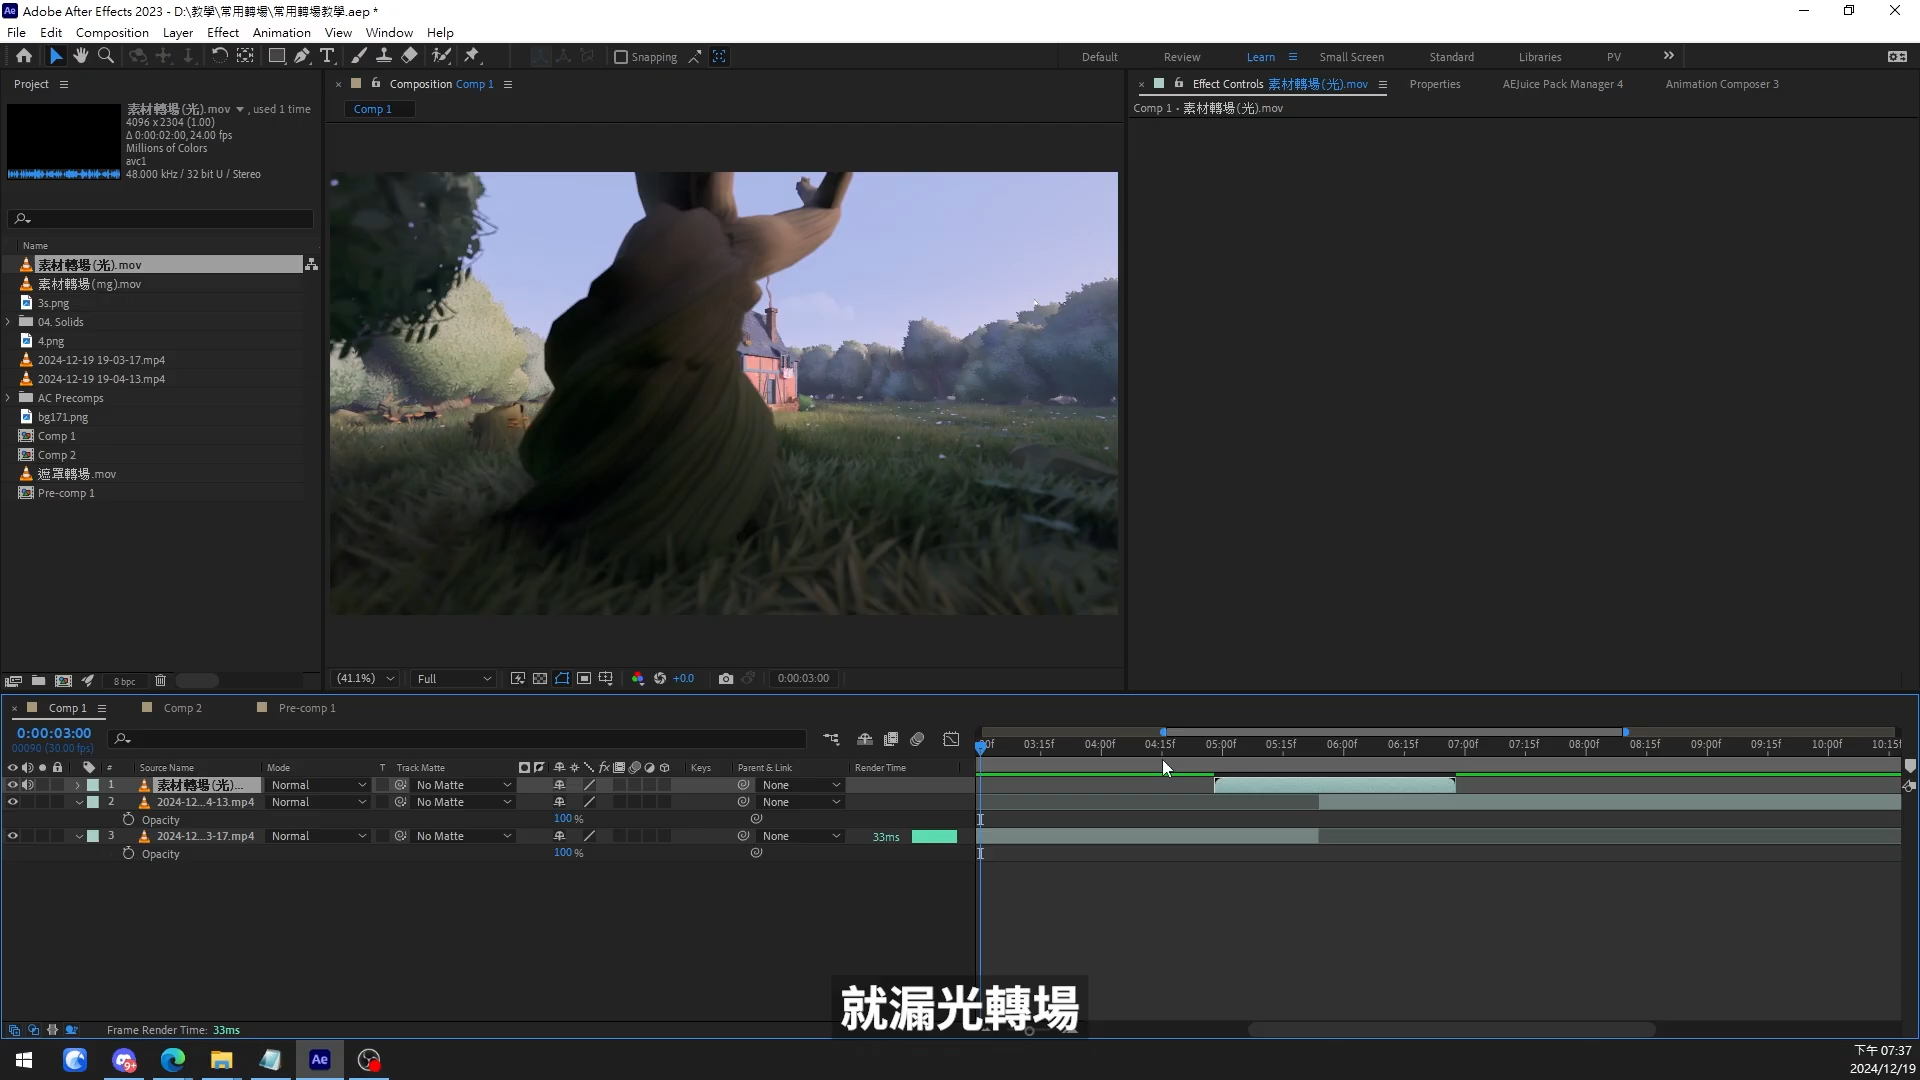 Adobe After Effects 2023 - D:\教學\常用轉場\常用轉場教學.aep *
File Edit Composition Layer Effect Animation View Window Help
Snapping
Default Review Learn Small Screen Standard Libraries PV
Project
Composition Comp 1
Effect Controls 素材轉場(光).mov Properties AEJuice Pack Manager 4 Animation Composer 3
Comp 1
Comp 1 • 素材轉場(光).mov
素材轉場(光).mov , used 1 time
4096 x 2304 (1.00)
Δ 0:00:02:00, 24.00 fps
Millions of Colors
avc1
48.000 kHz / 32 bit U / Stereo
Name
素材轉場(光).mov
素材轉場(mg).mov
3s.png
04. Solids
4.png
2024-12-19 19-03-17.mp4
2024-12-19 19-04-13.mp4
AC Precomps
bg171.png
Comp 1
Comp 2
遮罩轉場.mov
Pre-comp 1
8 bpc
(41.1%) Full +0.0 0:00:03:00
Comp 1 Comp 2 Pre-comp 1
0:00:03:00
00090 (30.00 fps)
00f 03:15f 04:00f 04:15f 05:00f 05:15f 06:00f 06:15f 07:00f 07:15f 08:00f 08:15f 09:00f 09:15f 10:00f 10:15f
# Source Name Mode T Track Matte fx Keys Parent & Link Render Time
1 素材轉場(光)... Normal No Matte None
2 2024-12...4-13.mp4 Normal No Matte None
Opacity 100 %
3 2024-12...3-17.mp4 Normal No Matte None 33ms
Opacity 100 %
就漏光轉場
Frame Render Time: 33ms
9+
Ae
下午 07:37
2024/12/19